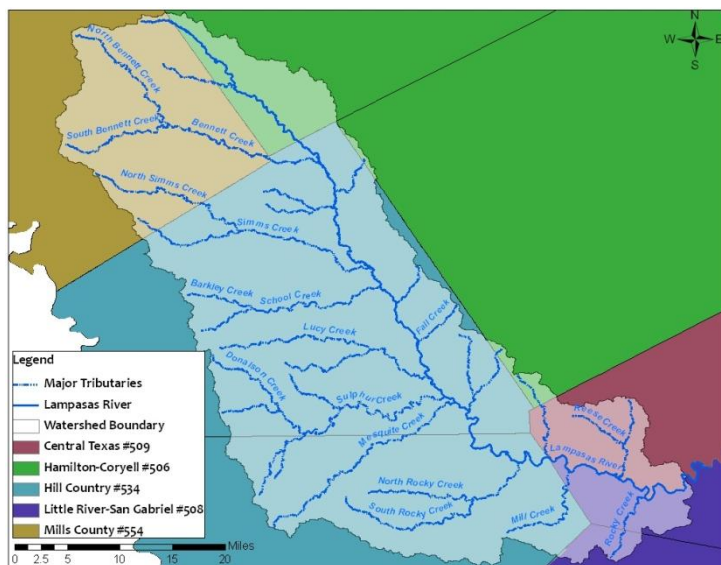 N
W E
S
North Bennett Creek
South Bennett Creek
Bennett Creek
North Simms Creek
Simms Creek
Barkley Creek
School Creek
Fall Creek
Lucy Creek
Donalson Creek
Sulphur Creek
Mesquite Creek
Reese Creek
Lampasas River
North Rocky Creek
South Rocky Creek
Mill Creek
Rocky Creek
Legend
Major Tributaries
Lampasas River
Watershed Boundary
Central Texas #509
Hamilton-Coryell #506
Hill Country #534
Little River-San Gabriel #508
Mills County #554
Miles
0 2.5 5 10 15 20